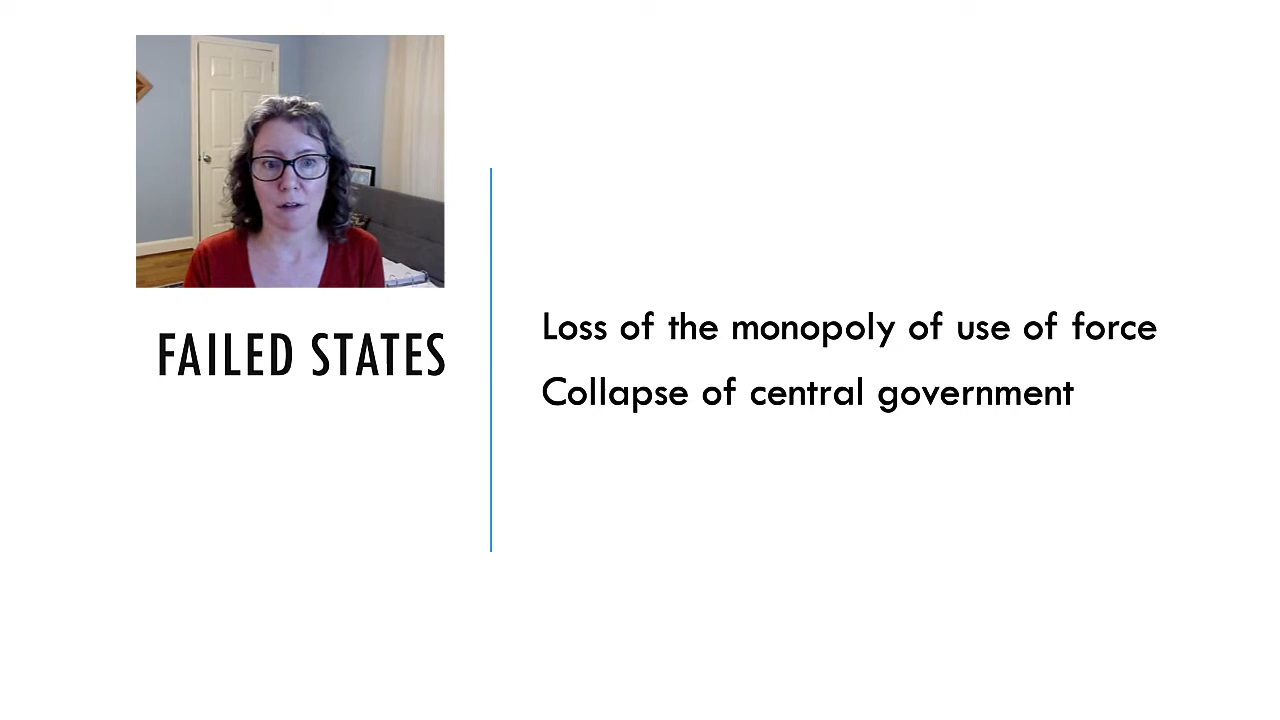 FAILED STATES
Loss of the monopoly of use of force
Collapse of central government